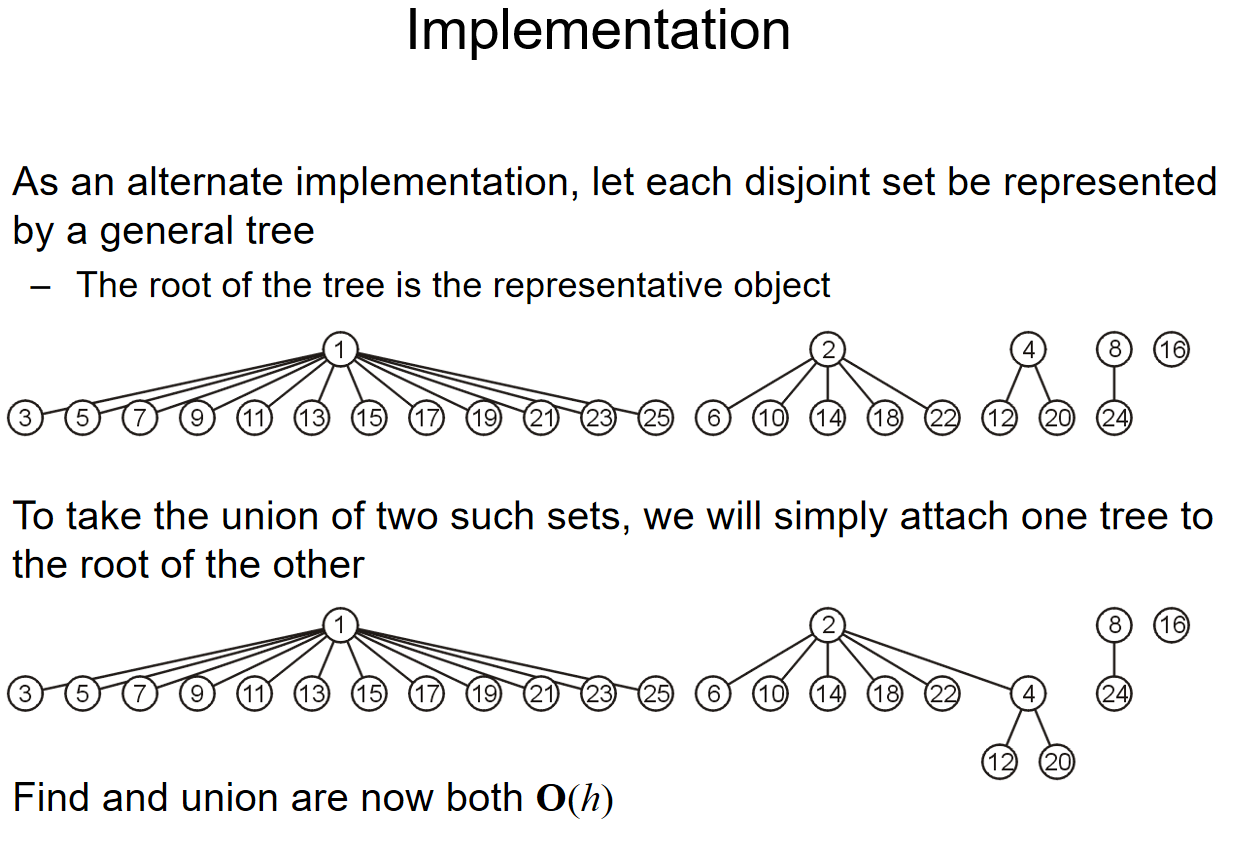 Implementation
As an alternate implementation, let each disjoint set be represented
by a general tree
– The root of the tree is the representative object
1 2 4 8 16
3 5 7 9 11 13 15 17 19 21 23 25 6 10 14 18 22 12 20 24
To take the union of two such sets, we will simply attach one tree to
the root of the other
1 2 8 16
3 5 7 9 11 13 15 17 19 21 23 25 6 10 14 18 22 4 24
12 20
Find and union are now both O(h)